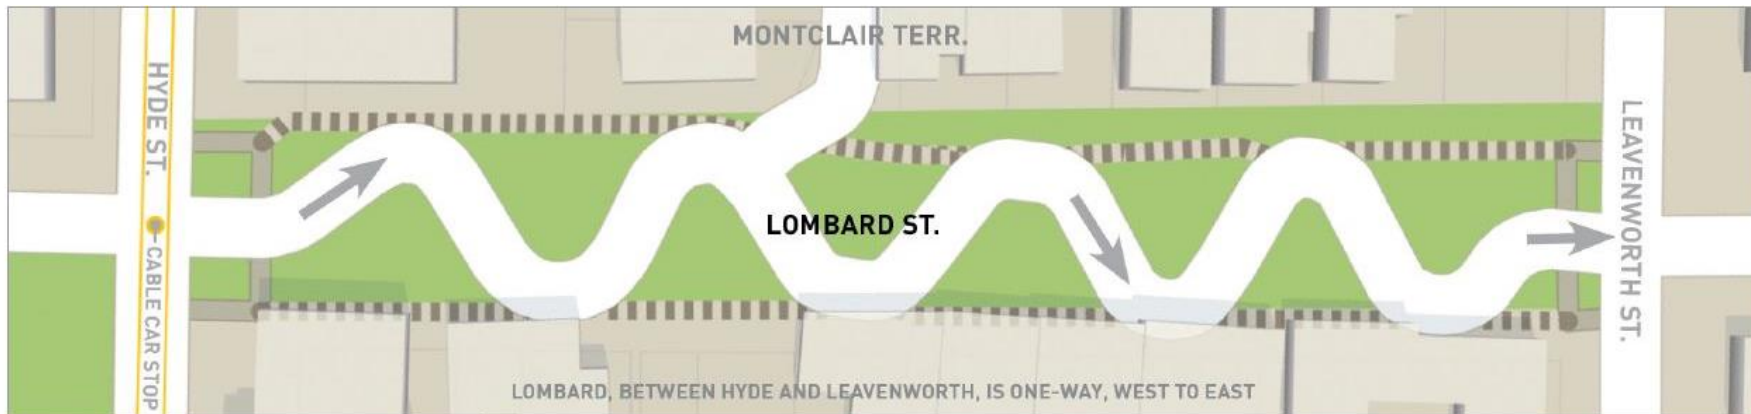 MONTCLAIR TERR.
HYDE ST.
CABLE CAR STOP
LOMBARD ST.
LEAVENWORTH ST.
LOMBARD, BETWEEN HYDE AND LEAVENWORTH, IS ONE-WAY, WEST TO EAST